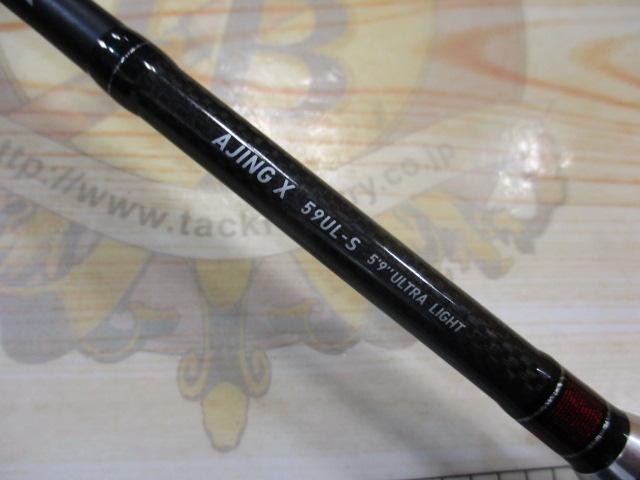 AJING X 59UL-S 5'9"ULTRA LIGHT
http://www.tack
ry.co.jp